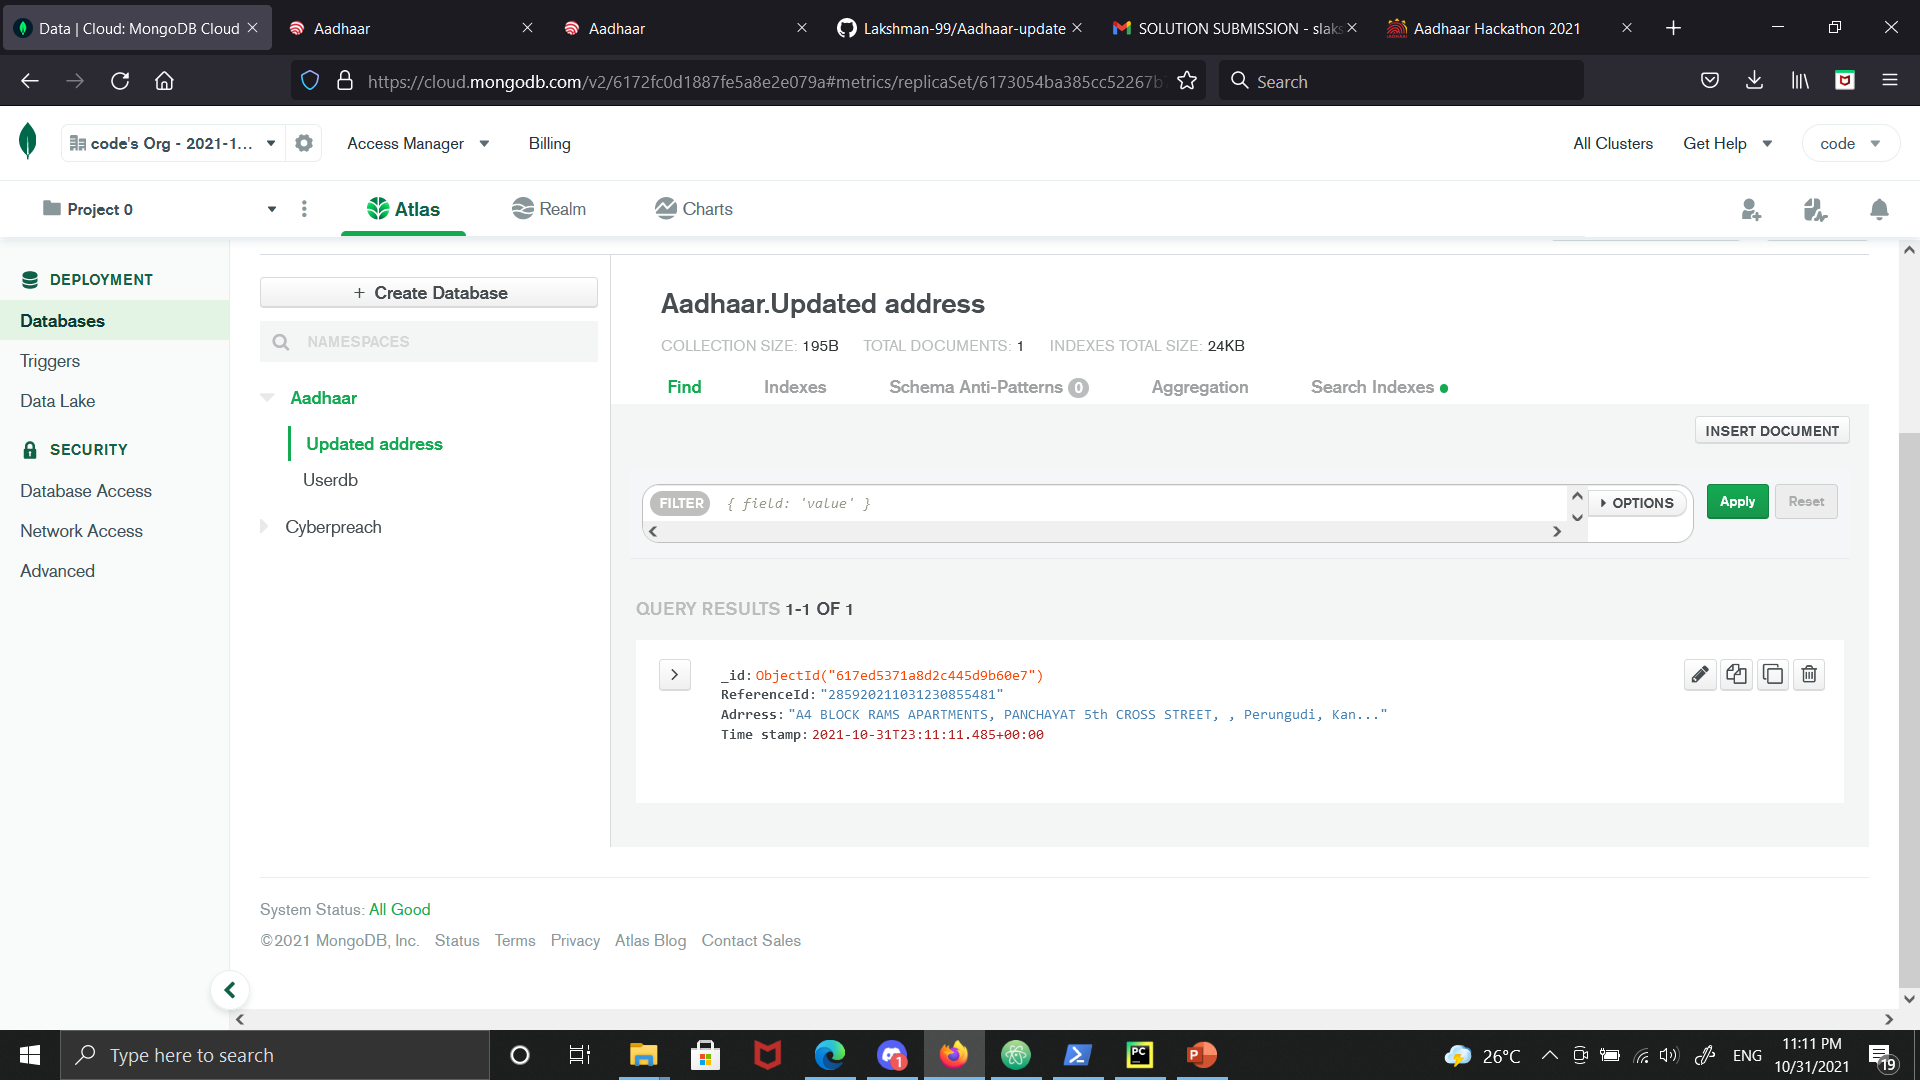 Data | Cloud: MongoDB Cloud
Aadhaar
Aadhaar
Lakshman-99/Aadhaar-update
SOLUTION SUBMISSION - slaks
Aadhaar Hackathon 2021
https://cloud.mongodb.com/v2/6172fc0d1887fe5a8e2e079a#metrics/replicaSet/6173054ba385cc52267b
Search
code's Org - 2021-1...
Access Manager
Billing
All Clusters
Get Help
code
Project 0
Atlas
Realm
Charts
DEPLOYMENT
Databases
Triggers
Data Lake
SECURITY
Database Access
Network Access
Advanced
+ Create Database
NAMESPACES
Aadhaar
Updated address
Userdb
Cyberpreach
Aadhaar.Updated address
COLLECTION SIZE: 195B TOTAL DOCUMENTS: 1 INDEXES TOTAL SIZE: 24KB
Find Indexes Schema Anti-Patterns 0 Aggregation Search Indexes
INSERT DOCUMENT
FILTER { field: 'value' }
OPTIONS
Apply
Reset
QUERY RESULTS 1-1 OF 1
_id: ObjectId("617ed5371a8d2c445d9b60e7")
ReferenceId: "285920211031230855481"
Adrress: "A4 BLOCK RAMS APARTMENTS, PANCHAYAT 5th CROSS STREET, , Perungudi, Kan..."
Time stamp: 2021-10-31T23:11:11.485+00:00
System Status: All Good
©2021 MongoDB, Inc. Status Terms Privacy Atlas Blog Contact Sales
Type here to search
PC
P
1
26°C
ENG
11:11 PM
10/31/2021
19